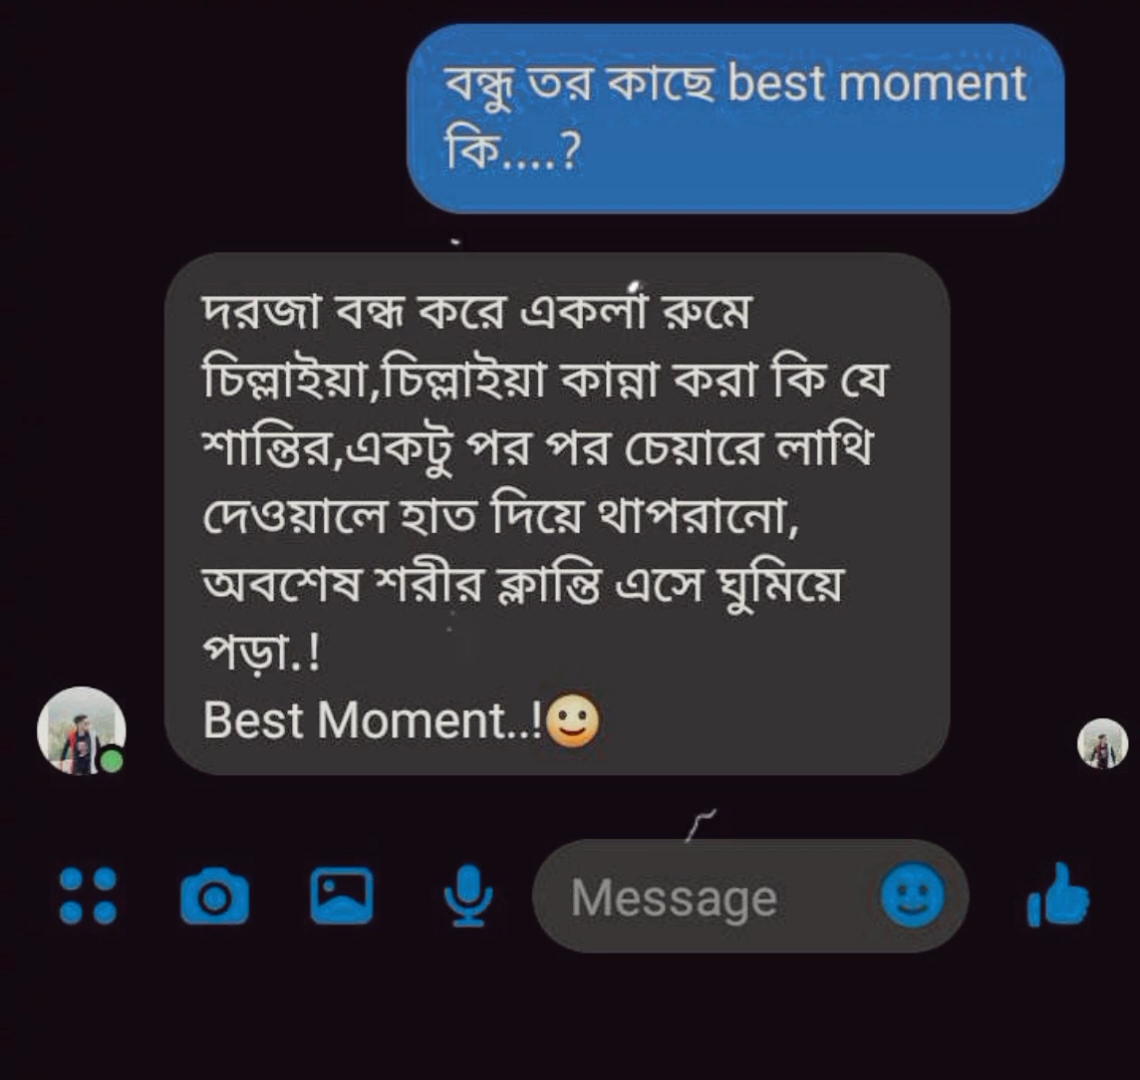 বন্ধু তর কাছে best moment
কি....?
দরজা বন্ধ করে একলা রুমে
চিল্লাইয়া,চিল্লাইয়া কান্না করা কি যে
শান্তির,একটু পর পর চেয়ারে লাথি
দেওয়ালে হাত দিয়ে থাপরানো,
অবশেষ শরীর ক্লান্তি এসে ঘুমিয়ে
পড়া.!
Best Moment..!🙂
Message